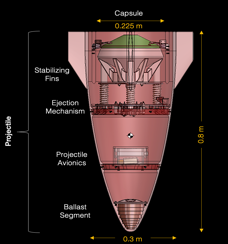 Capsule
0.225 m
Stabilizing
Fins
Ejection
Mechanism
Projectile
0.8 m
Projectile
Avionics
Ballast
Segment
0.3 m